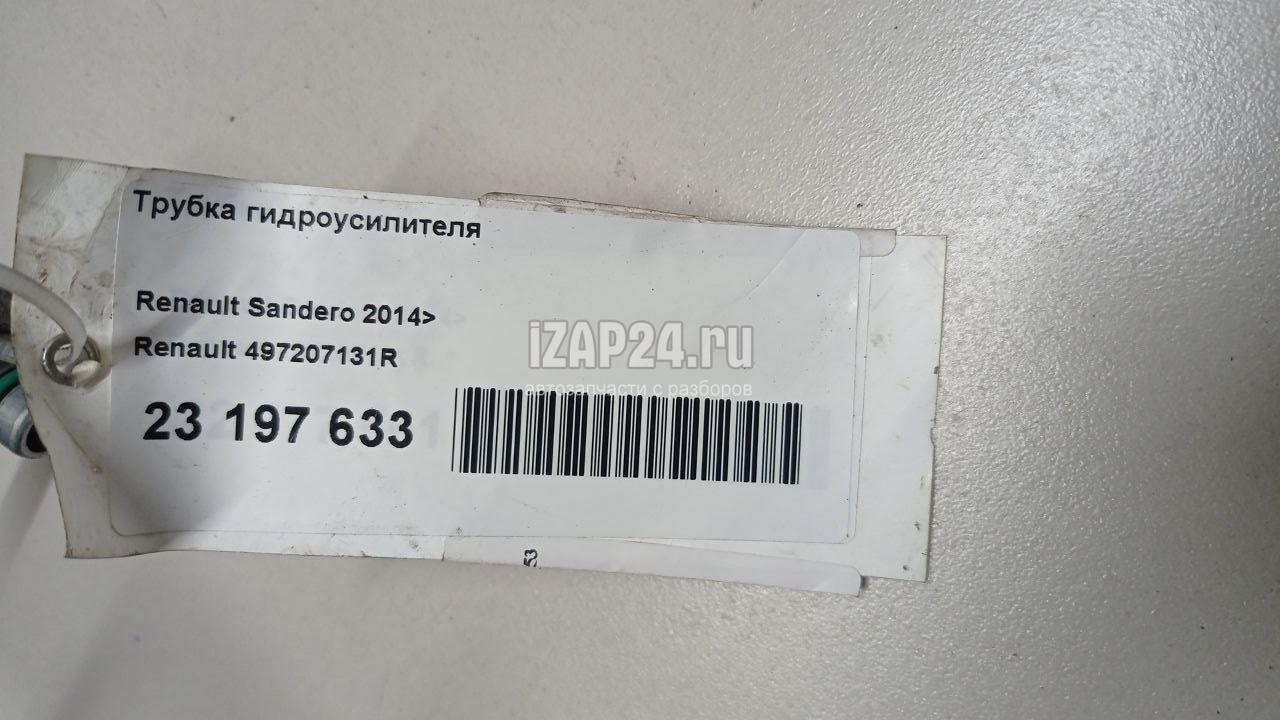 Трубка гидроусилителя
Renault Sandero 2014>
Renault 497207131R
23 197 633
iZAP24.ru
автозапчасти с разборов
53